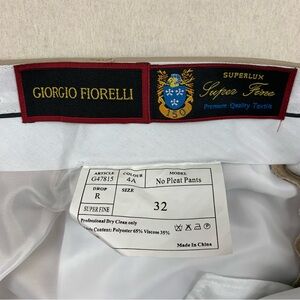 GIORGIO FIORELLI
SUPERLUX
Super Fine
Premium Quality Textile
150
ARTICLE COLOUR MODEL
G47815 4A No Pleat Pants
DROP SIZE
R 32
SUPER FINE
Professional Dry Clean only
Content: Polyester 65% Viscose 35%
Made In China